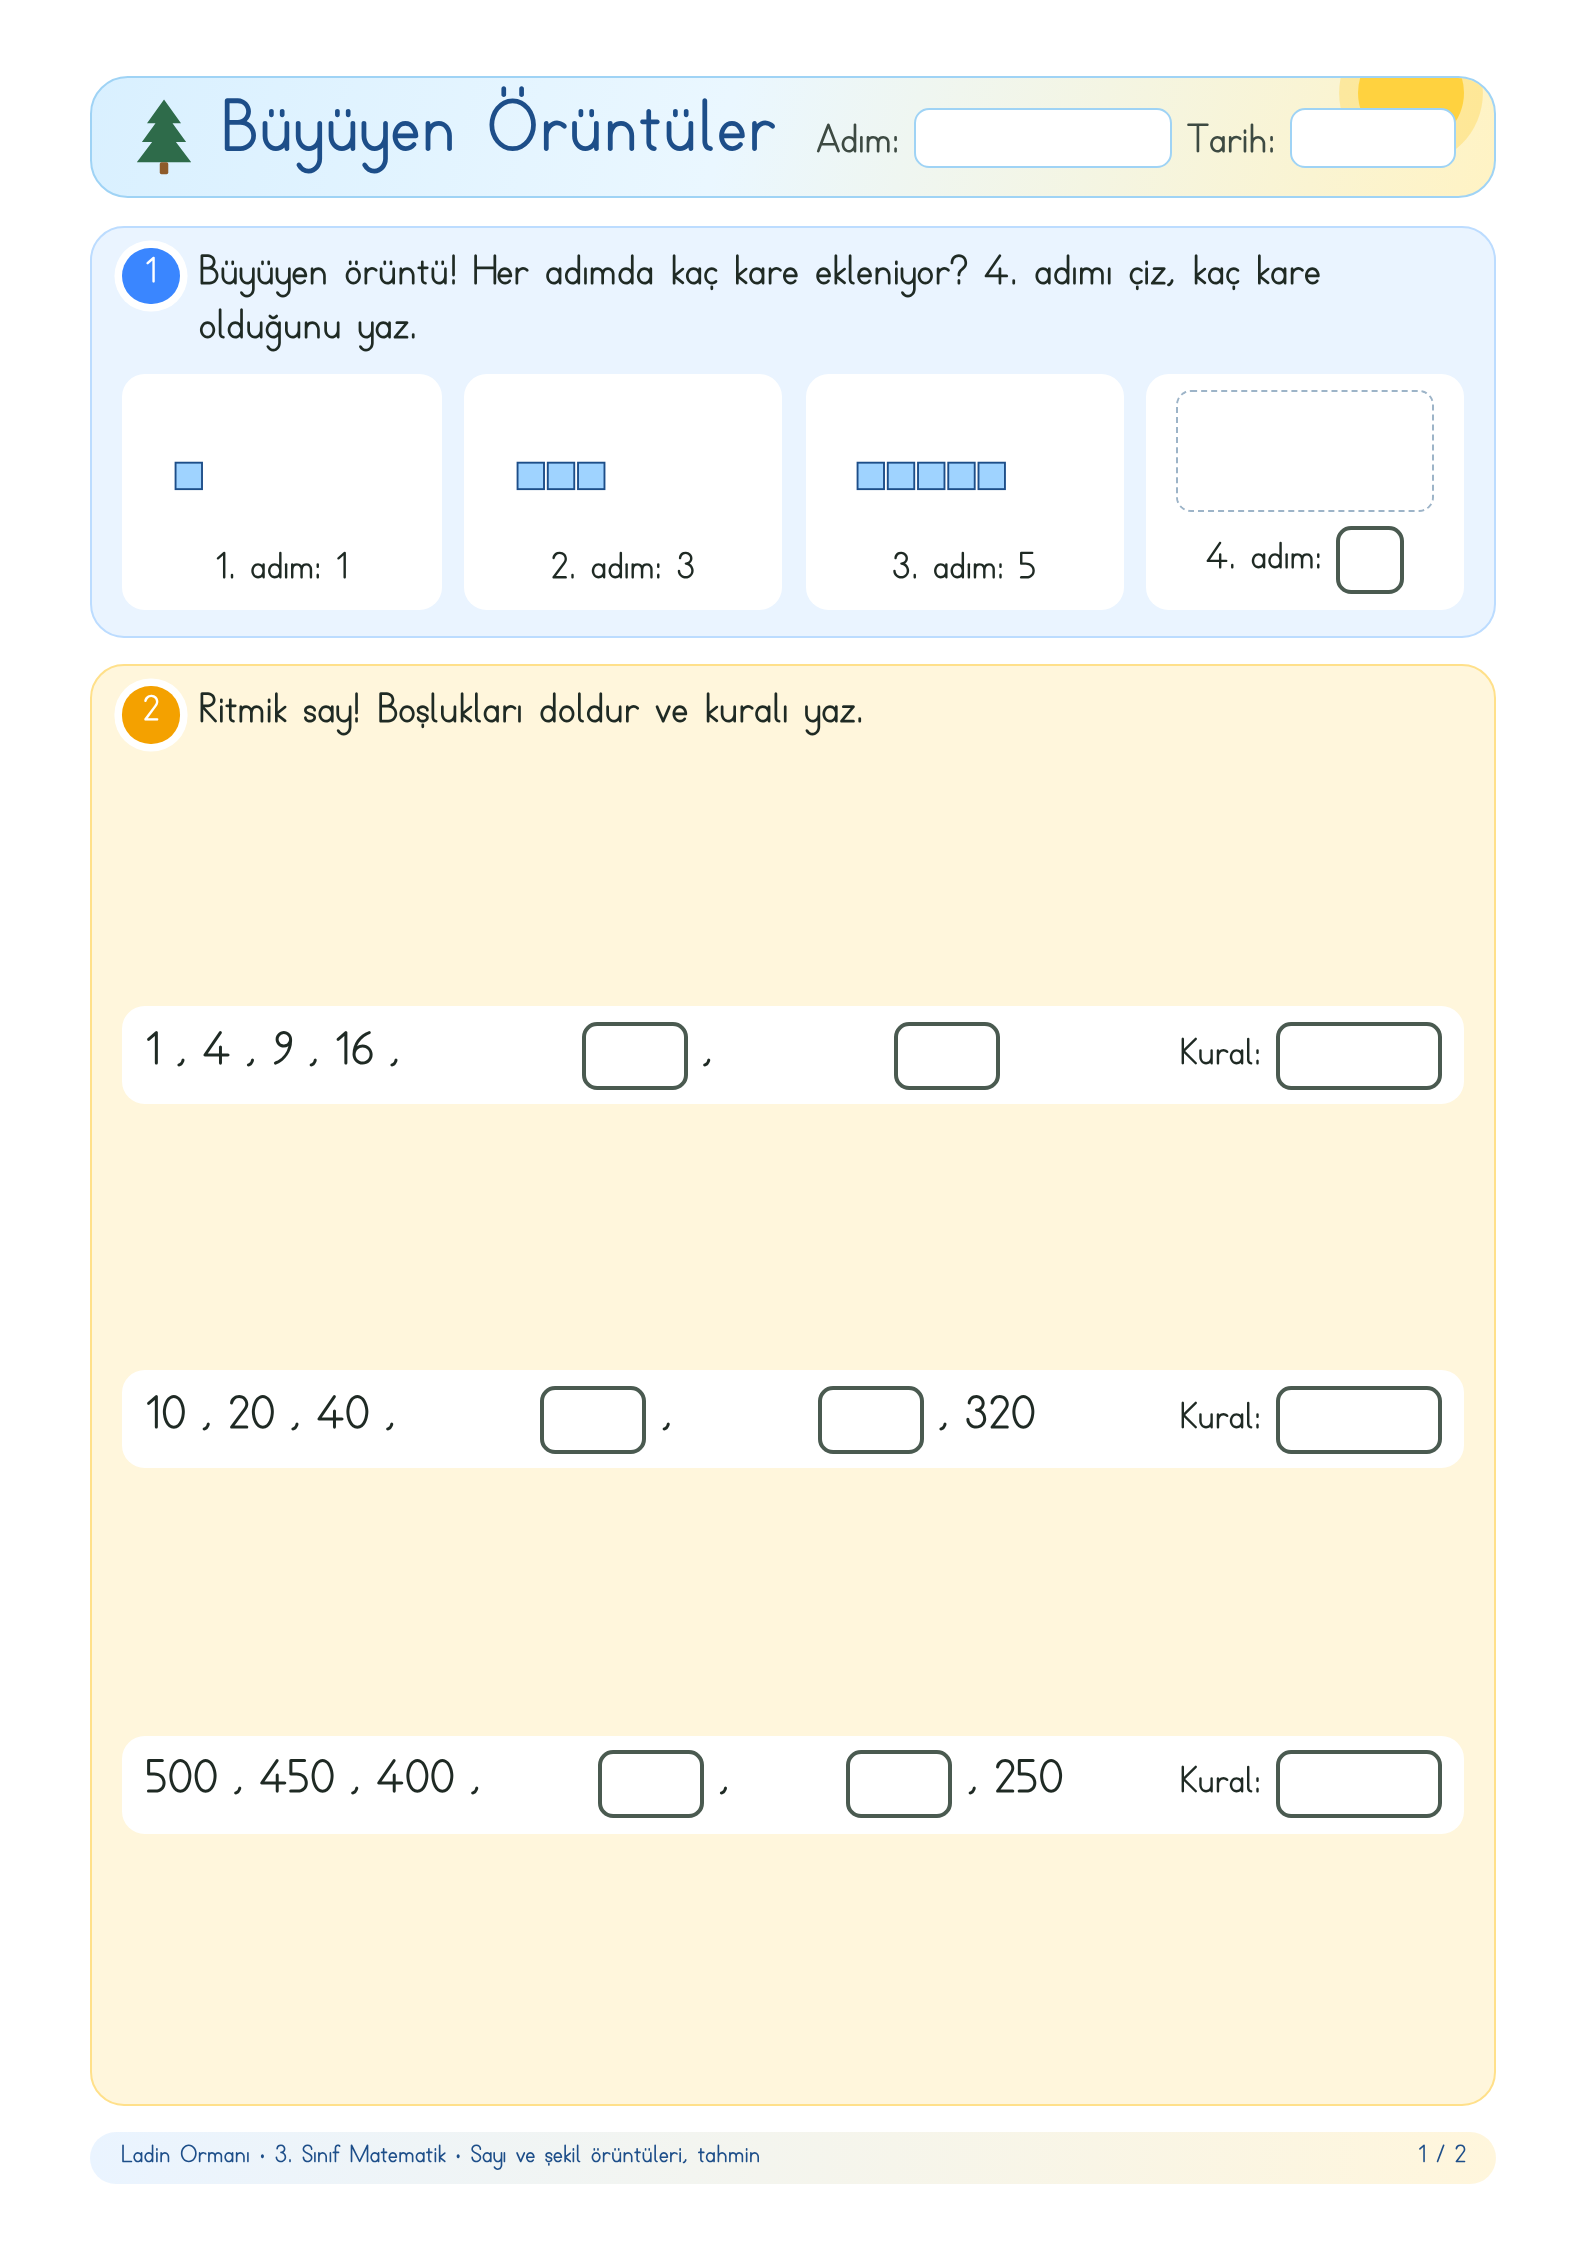 Büyüyen Örüntüler Adım: Tarih:
1 Büyüyen örüntü! Her adımda kaç kare ekleniyor? 4. adımı çiz, kaç kare
olduğunu yaz.
1. adım: 1 2. adım: 3 3. adım: 5 4. adım:
2 Ritmik say! Boşlukları doldur ve kuralı yaz.
1 , 4 , 9 , 16 , , Kural:
10 , 20 , 40 , , , 320 Kural:
500 , 450 , 400 , , , 250 Kural:
Ladin Ormanı • 3. Sınıf Matematik • Sayı ve şekil örüntüleri, tahmin 1 / 2